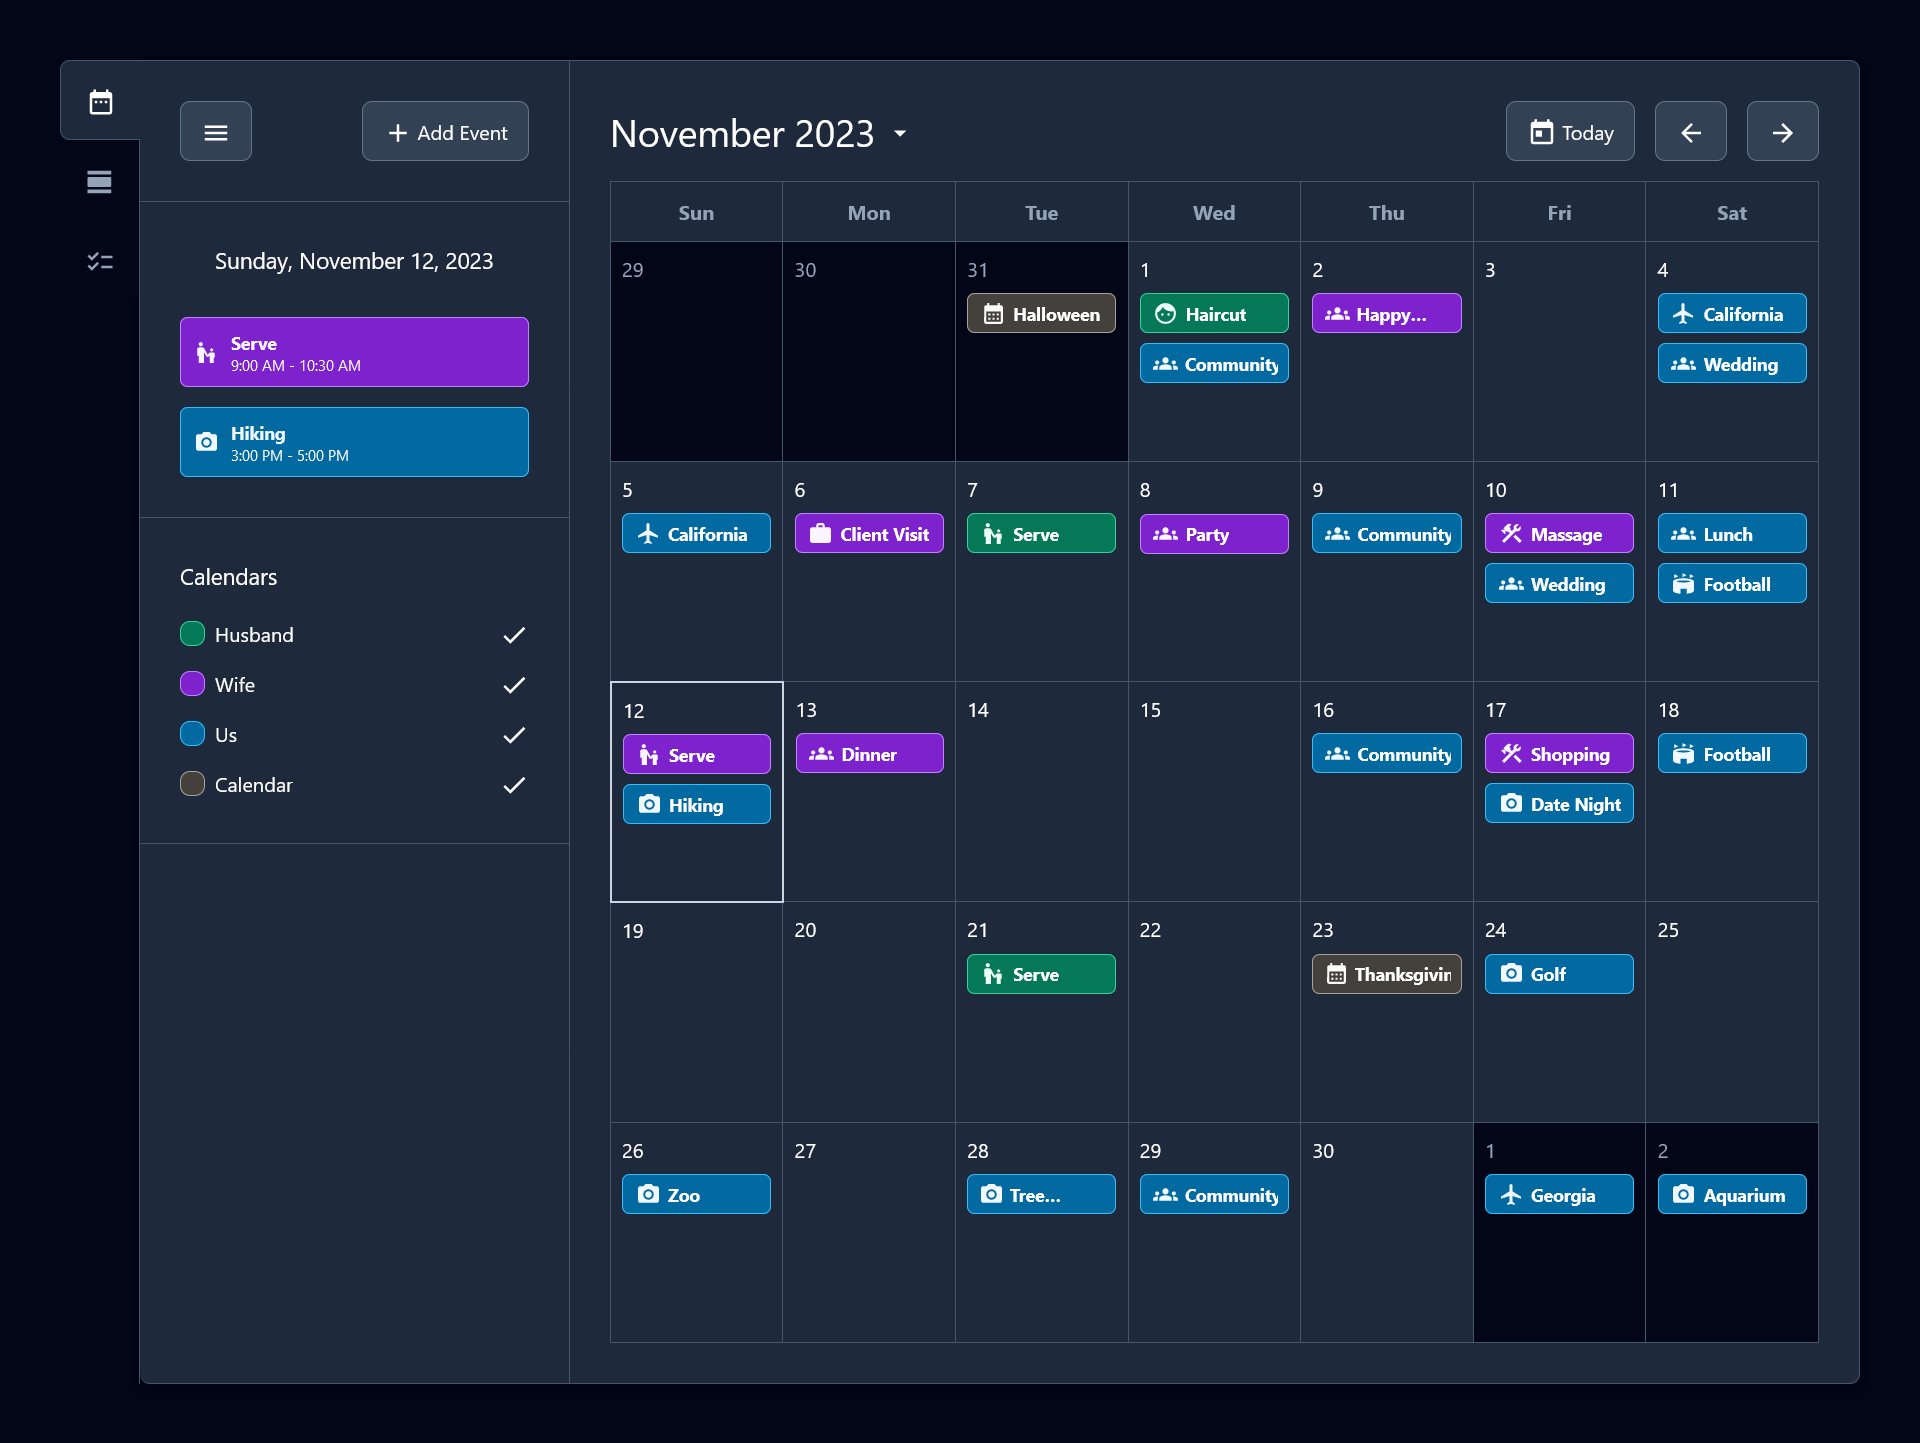 Add Event
Sunday, November 12, 2023
Serve
9:00 AM - 10:30 AM
Hiking
3:00 PM - 5:00 PM
Calendars
Husband
Wife
Us
Calendar
November 2023
Today
Sun Mon Tue Wed Thu Fri Sat
29 30 31 1 2 3 4
Halloween Haircut Happy... California
Community Wedding
5 6 7 8 9 10 11
California Client Visit Serve Party Community Massage Lunch
Wedding Football
12 13 14 15 16 17 18
Serve Dinner Community Shopping Football
Hiking Date Night
19 20 21 22 23 24 25
Serve Thanksgivin Golf
26 27 28 29 30 1 2
Zoo Tree... Community Georgia Aquarium